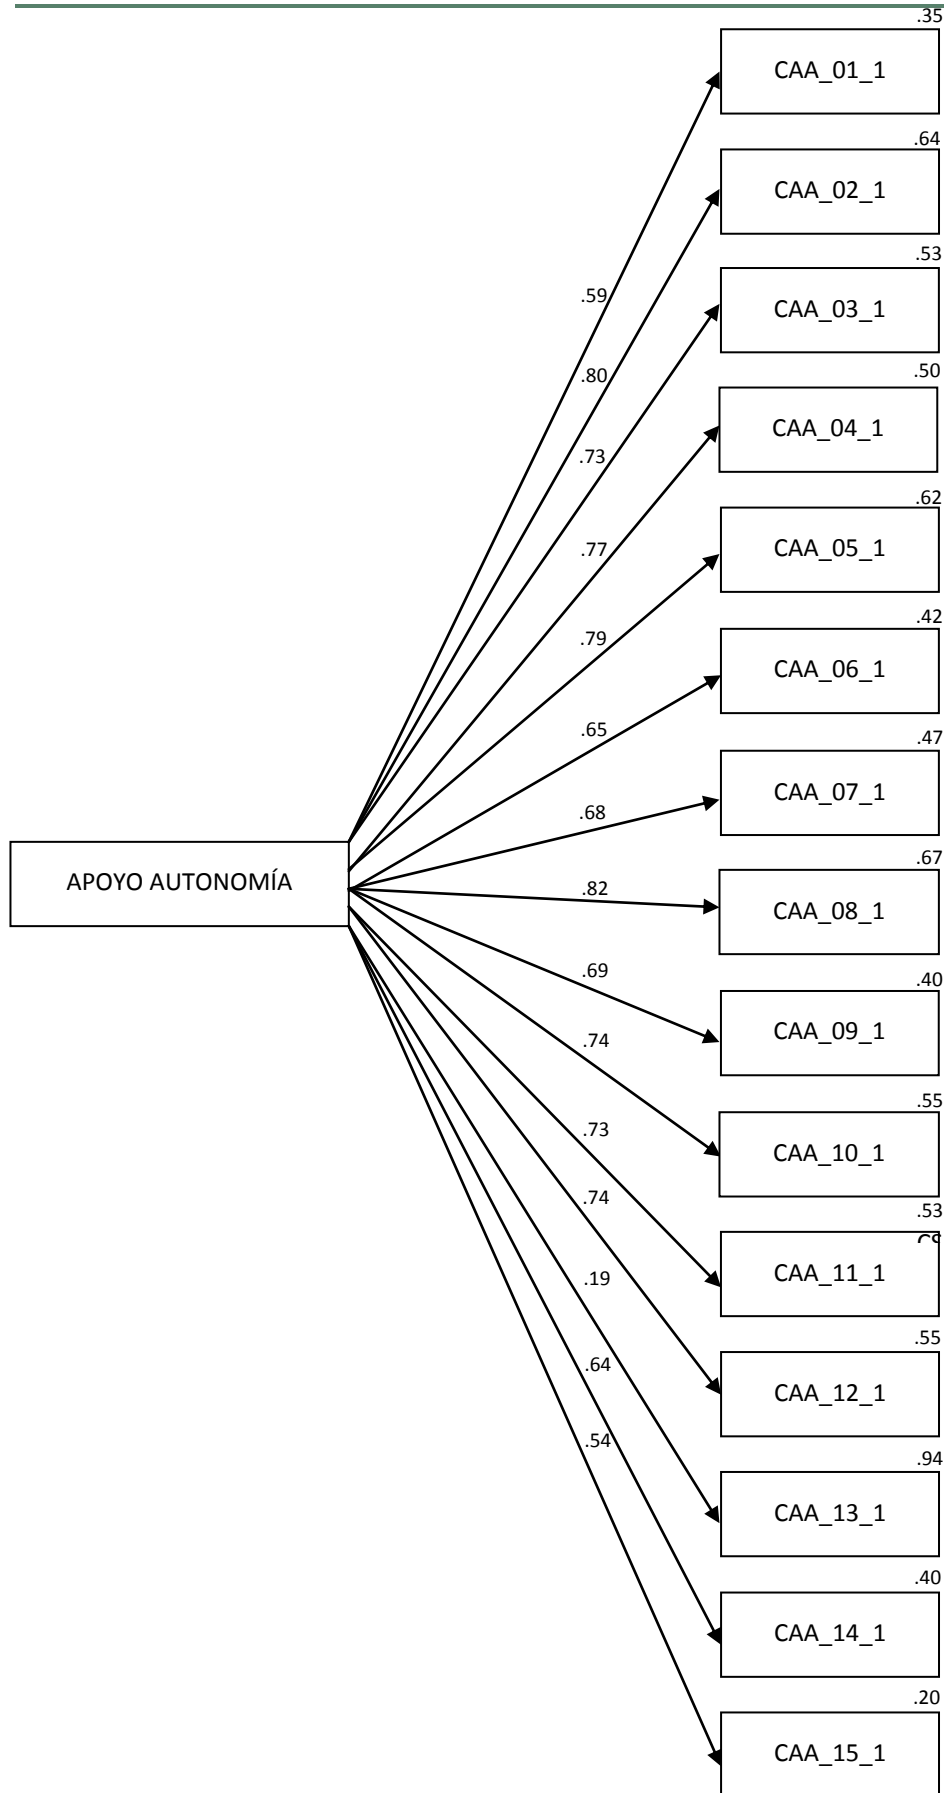 .35
CAA_01_1
.64
CAA_02_1
.53
.59
CAA_03_1
.50
.80
CAA_04_1
.73
.62
.77
CAA_05_1
.42
.79
CAA_06_1
.65
.47
.68
CAA_07_1
.67
APOYO AUTONOMÍA
.82
CAA_08_1
.69
.40
CAA_09_1
.74
.55
.73
CAA_10_1
.74
.53
CAA_11_1
.19
.55
.64
CAA_12_1
.54
.94
CAA_13_1
.40
CAA_14_1
.20
CAA_15_1